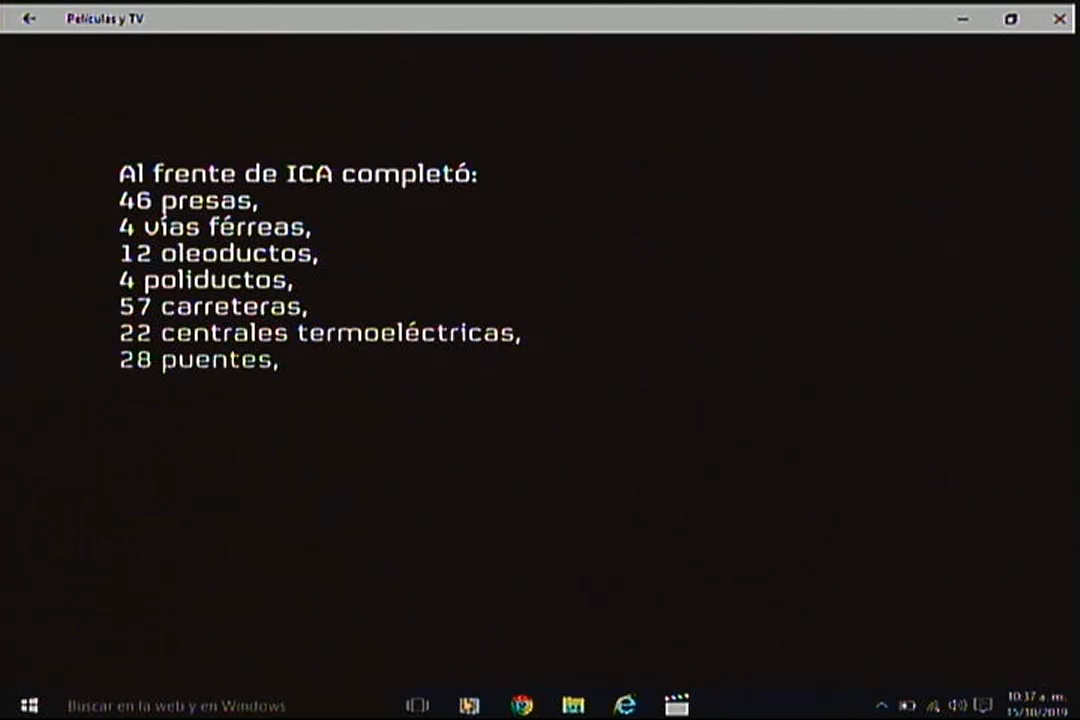 Películas y TV
Al frente de ICA completó:
46 presas,
4 vías férreas,
12 oleoductos,
4 poliductos,
57 carreteras,
22 centrales termoeléctricas,
28 puentes,
Buscar en la web y en Windows
10:37 a. m.
15/10/2019